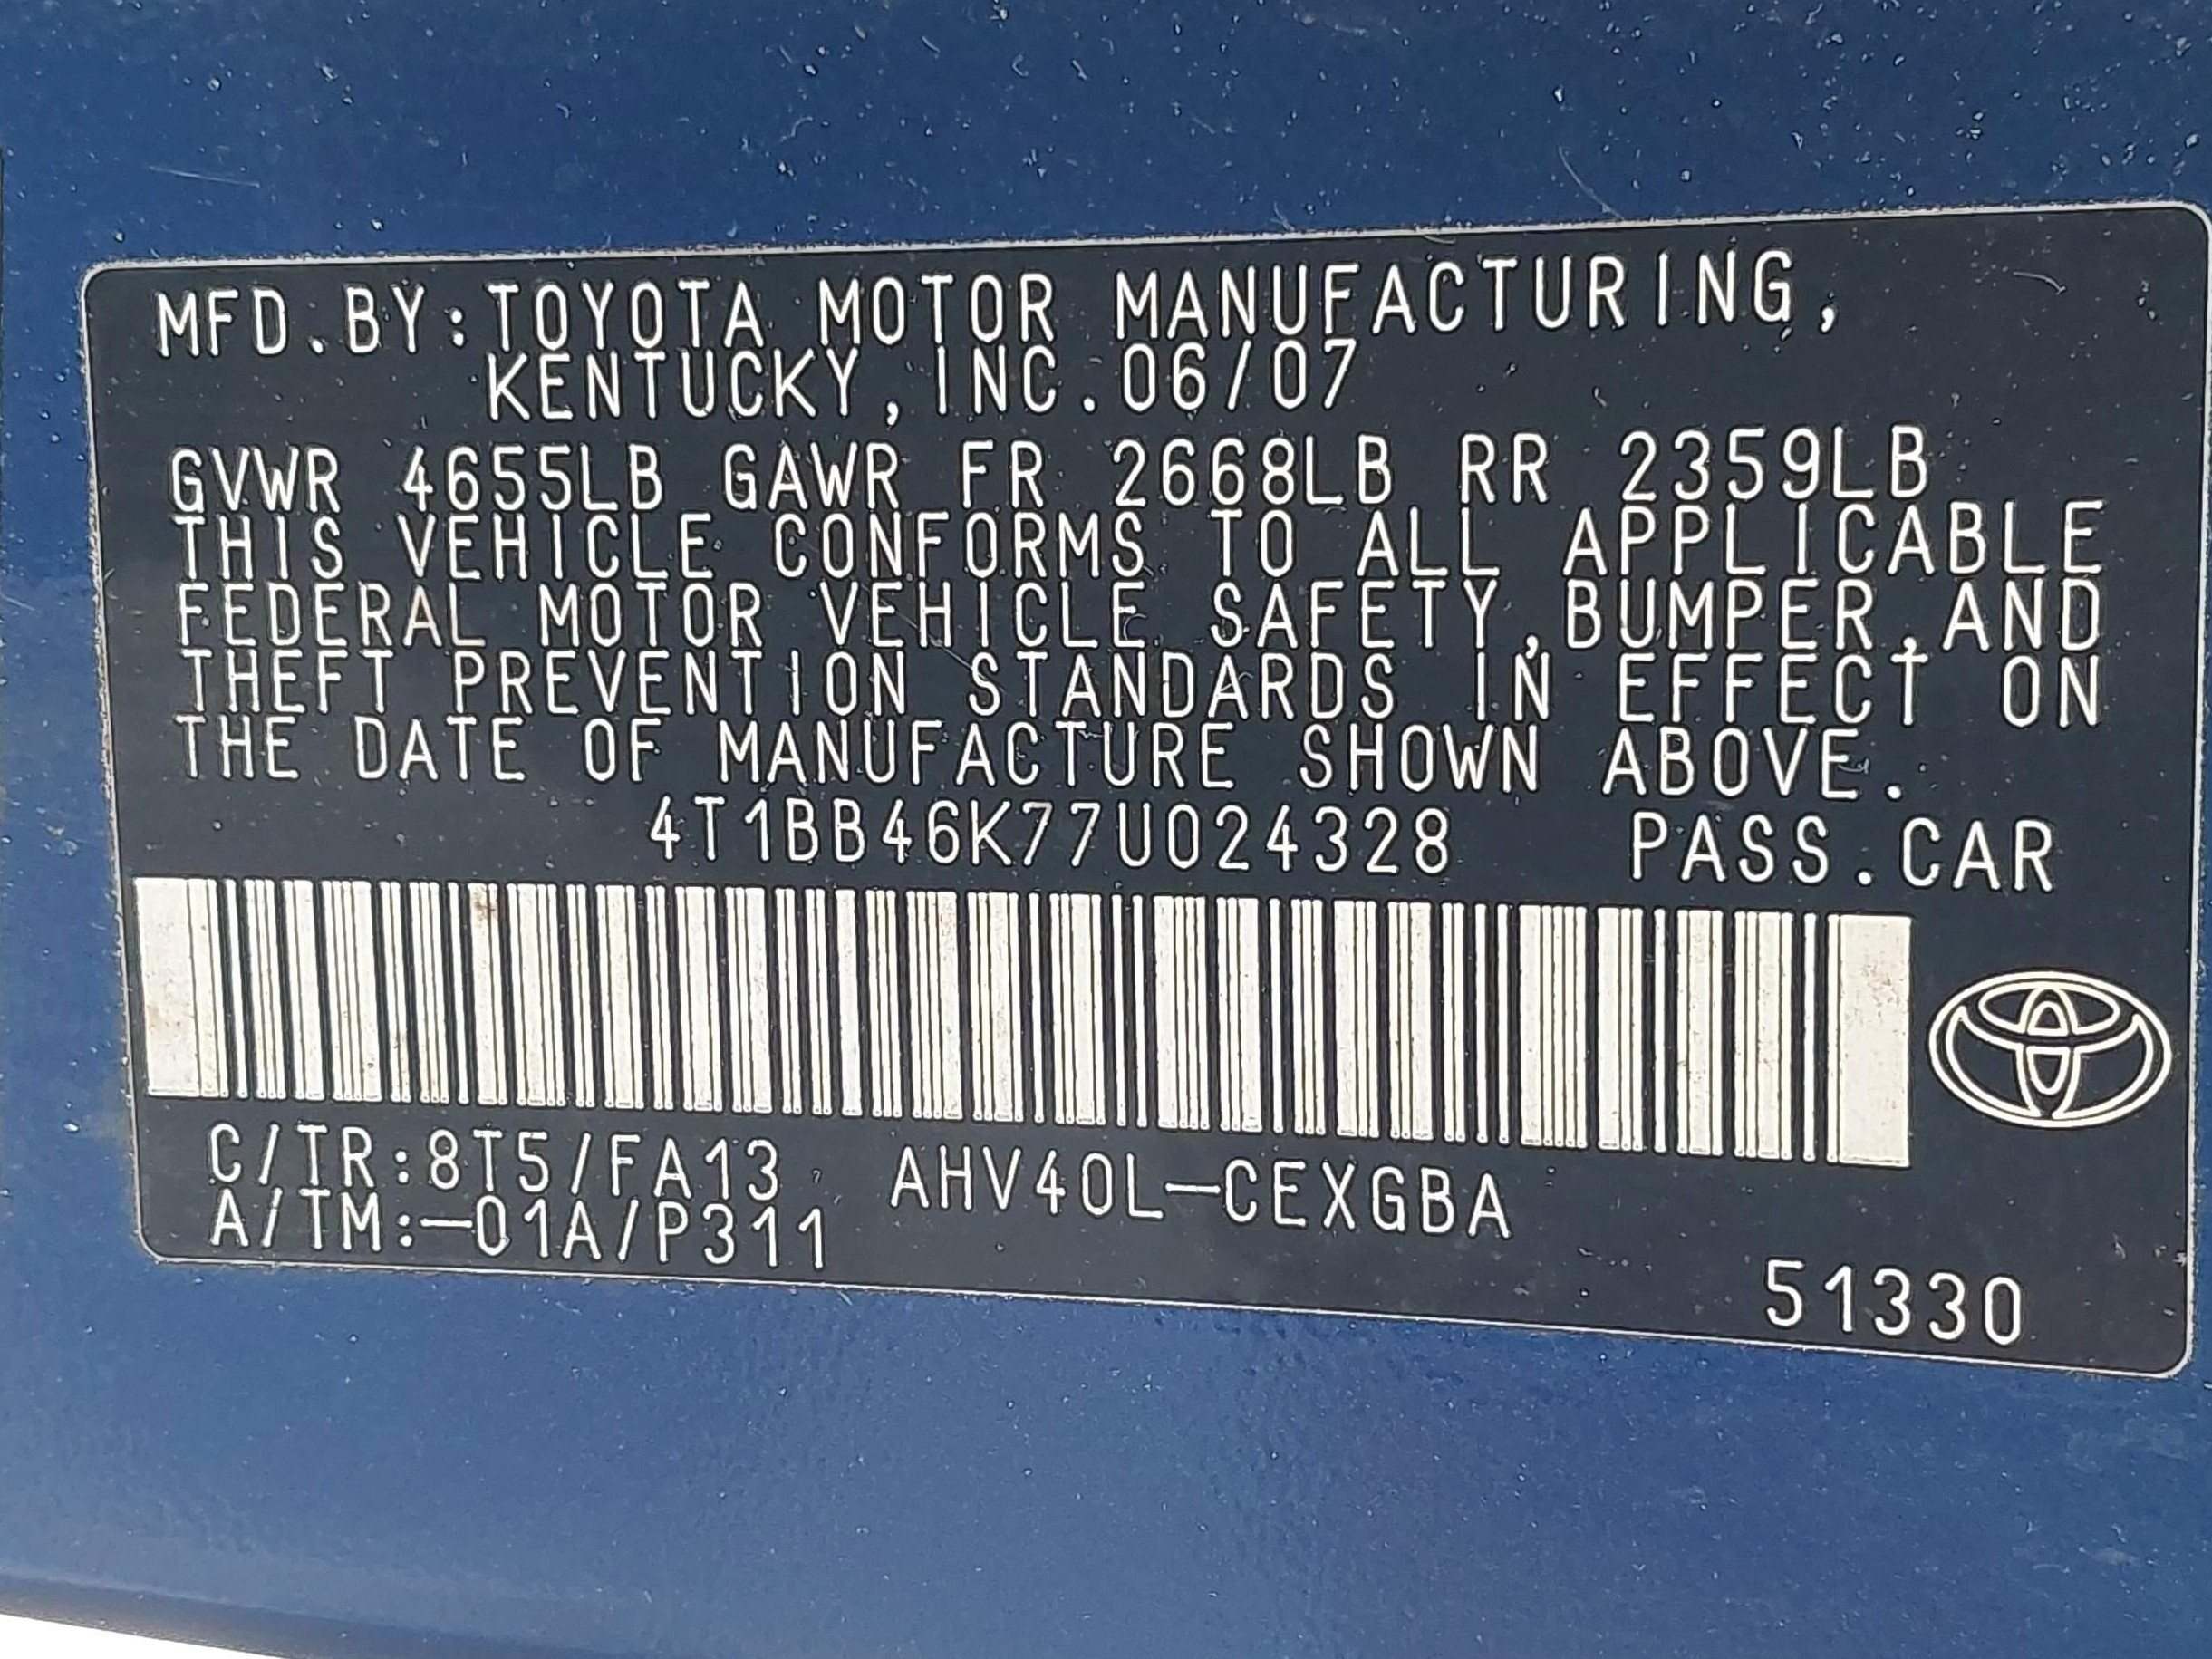 MFD.BY:TOYOTA MOTOR MANUFACTURING,
KENTUCKY,INC.06/07
GVWR 4655LB GAWR FR 2668LB RR 2359LB
THIS VEHICLE CONFORMS TO ALL APPLICABLE
FEDERAL MOTOR VEHICLE SAFETY,BUMPER,AND
THEFT PREVENTION STANDARDS IN EFFECT ON
THE DATE OF MANUFACTURE SHOWN ABOVE.
4T1BB46K77U024328 PASS.CAR
C/TR:8T5/FA13 AHV40L-CEXGBA
A/TM:-01A/P311
51330